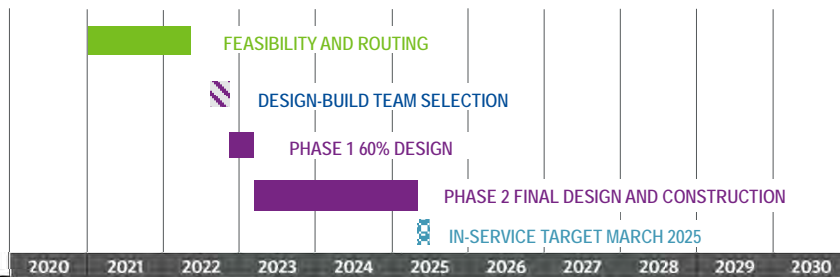 FEASIBILITY AND ROUTING
DESIGN-BUILD TEAM SELECTION
PHASE 1 60% DESIGN
PHASE 2 FINAL DESIGN AND CONSTRUCTION
IN-SERVICE TARGET MARCH 2025
2020 2021 2022 2023 2024 2025 2026 2027 2028 2029 2030